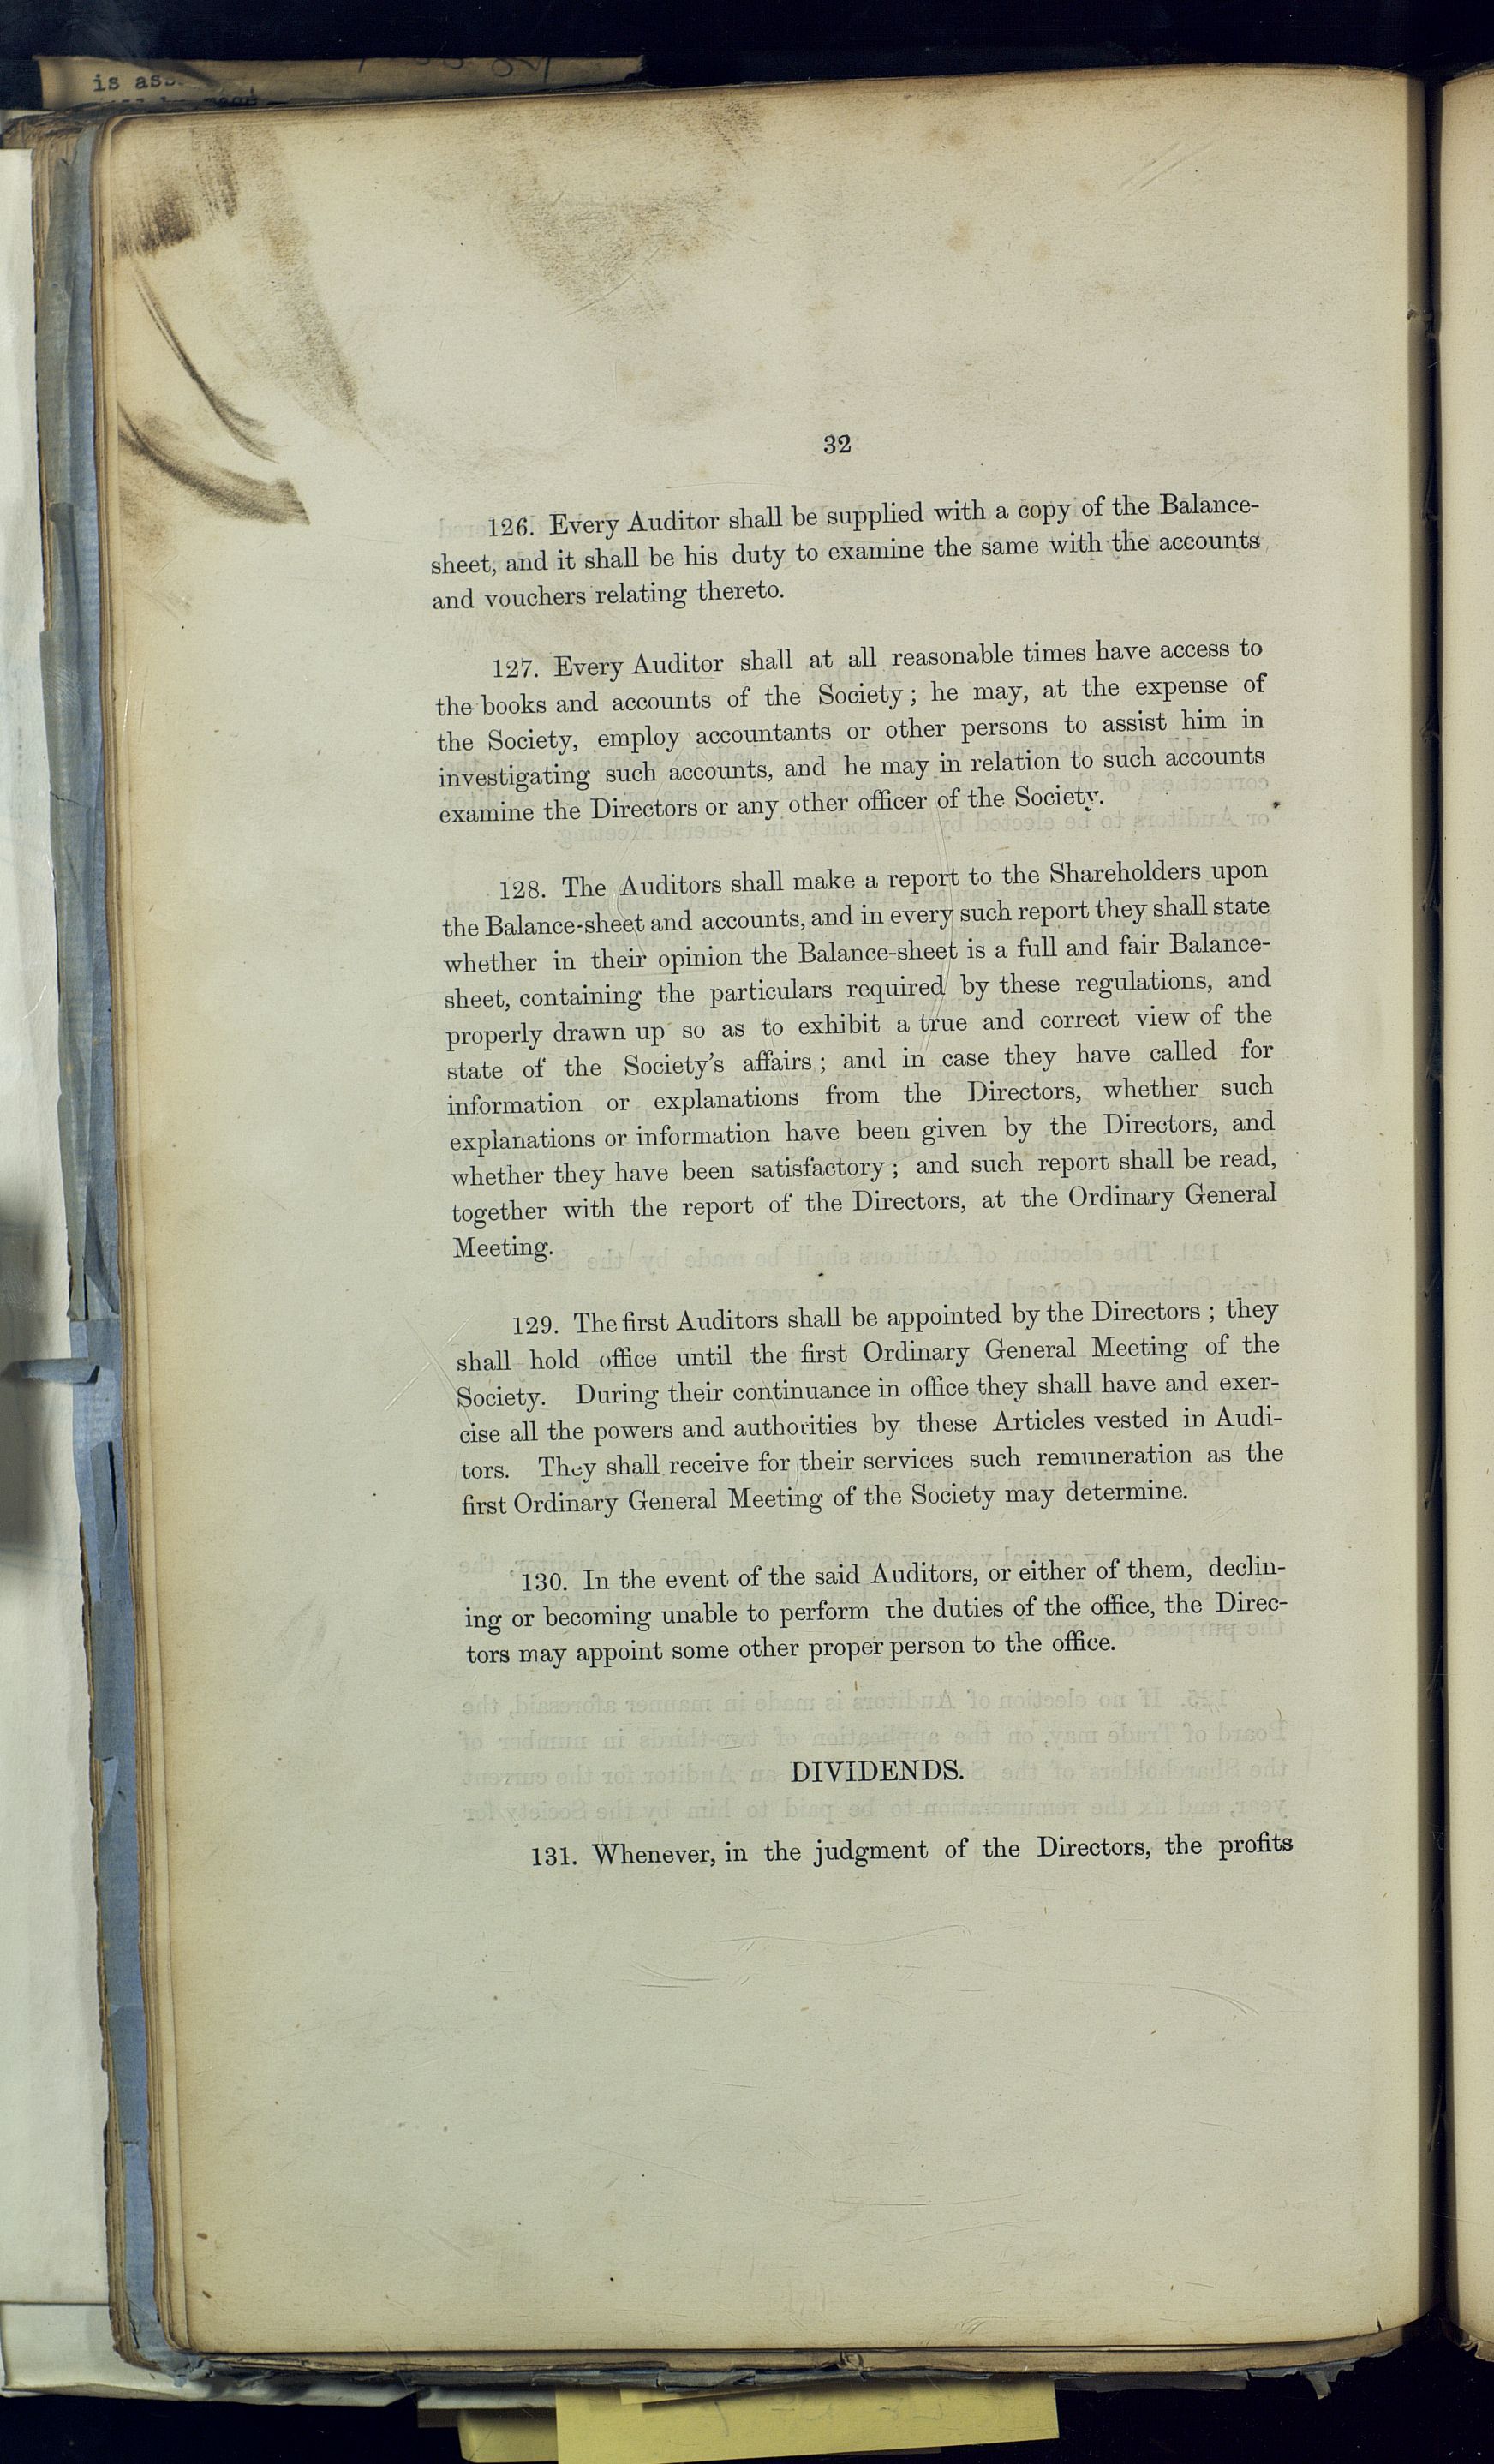 is ass
32
126. Every Auditor shall be supplied with a copy of the Balance-
sheet, and it shall be his duty to examine the same with the accounts
and vouchers relating thereto.
127. Every Auditor shall at all reasonable times have access to
the books and accounts of the Society; he may, at the expense of
the Society, employ accountants or other persons to assist him in
investigating such accounts, and he may in relation to such accounts
examine the Directors or any other officer of the Society.
128. The Auditors shall make a report to the Shareholders upon
the Balance-sheet and accounts, and in every such report they shall state
whether in their opinion the Balance-sheet is a full and fair Balance-
sheet, containing the particulars required by these regulations, and
properly drawn up so as to exhibit a true and correct view of the
state of the Society's affairs; and in case they have called for
information or explanations from the Directors, whether such
explanations or information have been given by the Directors, and
whether they have been satisfactory; and such report shall be read,
together with the report of the Directors, at the Ordinary General
Meeting.
129. The first Auditors shall be appointed by the Directors; they
shall hold office until the first Ordinary General Meeting of the
Society. During their continuance in office they shall have and exer-
cise all the powers and authorities by these Articles vested in Audi-
tors. They shall receive for their services such remuneration as the
first Ordinary General Meeting of the Society may determine.
130. In the event of the said Auditors, or either of them, declin-
ing or becoming unable to perform the duties of the office, the Direc-
tors may appoint some other proper person to the office.
DIVIDENDS.
131. Whenever, in the judgment of the Directors, the profits